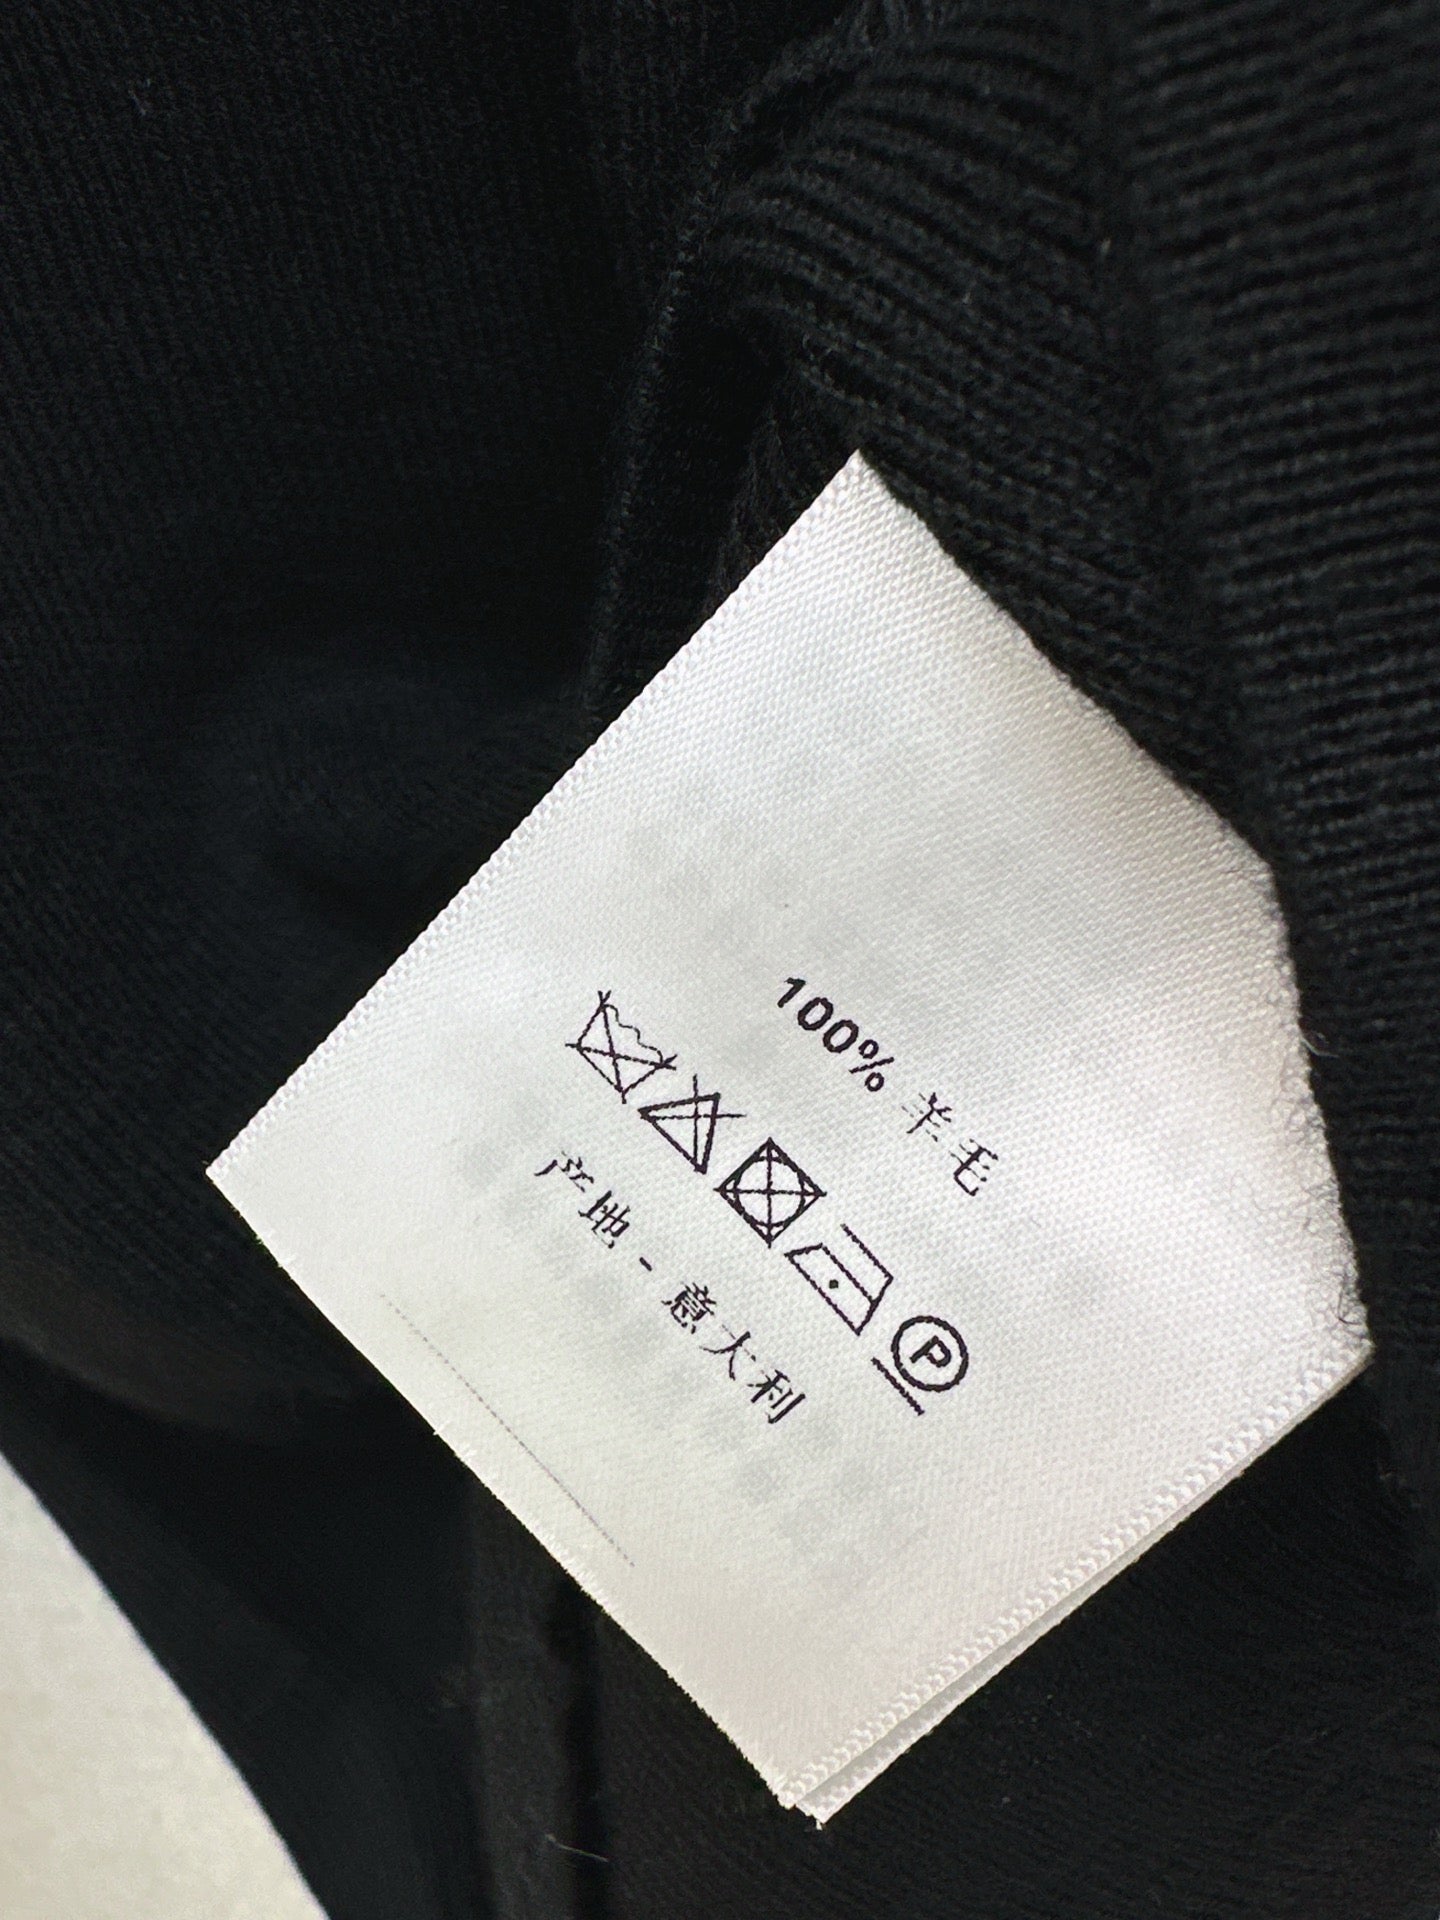 100% 羊毛
P
产地 - 意大利